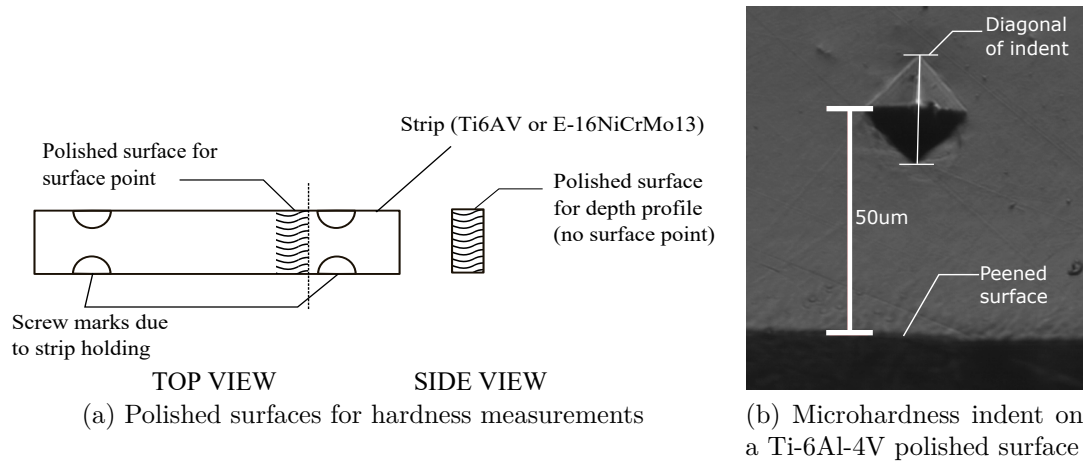 Polished surface for
surface point
Strip (Ti6AV or E-16NiCrMo13)
Polished surface
for depth profile
(no surface point)
Screw marks due
to strip holding
TOP VIEW
SIDE VIEW
(a) Polished surfaces for hardness measurements
Diagonal
of indent
50um
Peened
surface
(b) Microhardness indent on
a Ti-6Al-4V polished surface